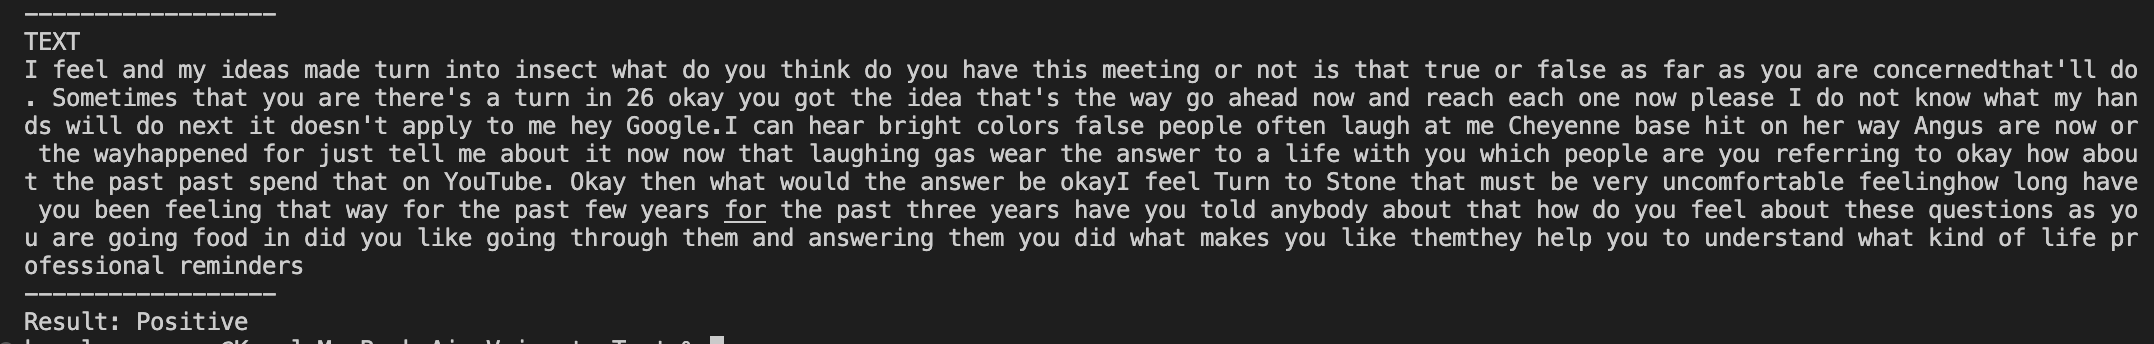 ------------------
TEXT
I feel and my ideas made turn into insect what do you think do you have this meeting or not is that true or false as far as you are concernedthat'll do
. Sometimes that you are there's a turn in 26 okay you got the idea that's the way go ahead now and reach each one now please I do not know what my han
ds will do next it doesn't apply to me hey Google.I can hear bright colors false people often laugh at me Cheyenne base hit on her way Angus are now or
 the wayhappened for just tell me about it now now that laughing gas wear the answer to a life with you which people are you referring to okay how abou
t the past past spend that on YouTube. Okay then what would the answer be okayI feel Turn to Stone that must be very uncomfortable feelinghow long have
 you been feeling that way for the past few years for the past three years have you told anybody about that how do you feel about these questions as yo
u are going food in did you like going through them and answering them you did what makes you like themthey help you to understand what kind of life pr
ofessional reminders
------------------
Result: Positive